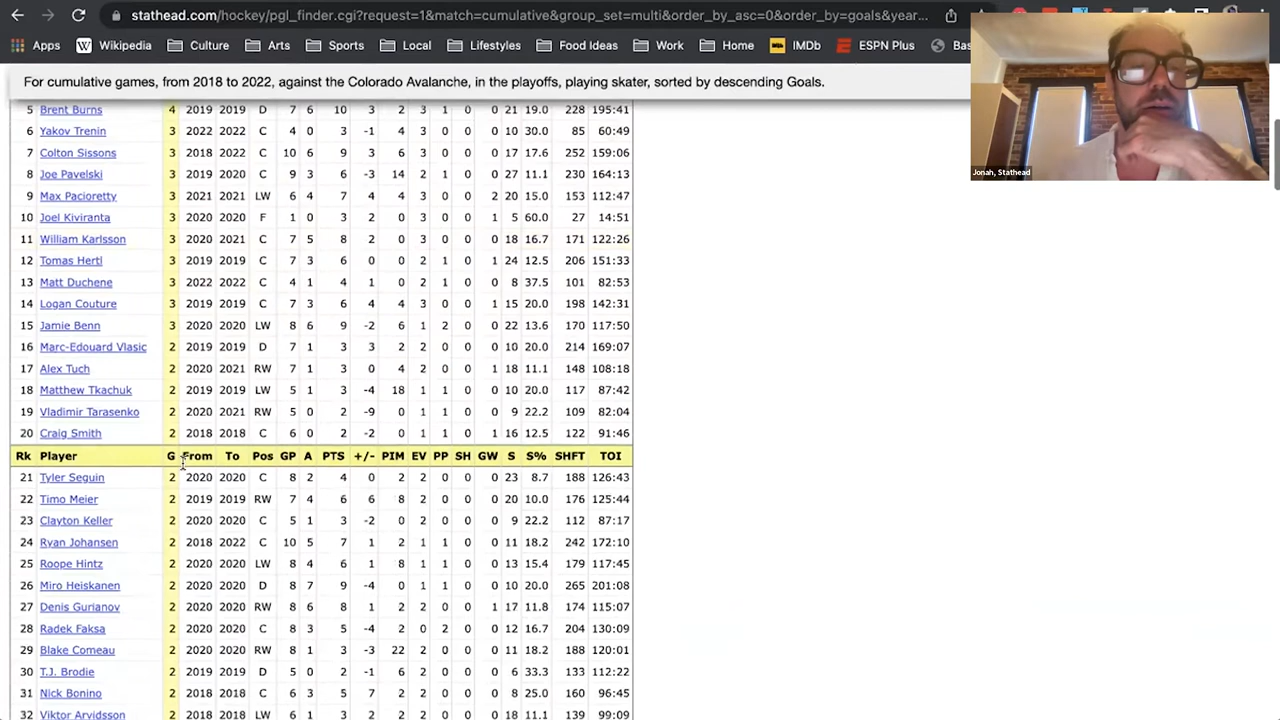 stathead.com/hockey/pgl_finder.cgi?request=1&match=cumulative&group_set=multi&order_by_asc=0&order_by=goals&year...
Apps Wikipedia Culture Arts Sports Local Lifestyles Food Ideas Work Home IMDb ESPN Plus Bas
For cumulative games, from 2018 to 2022, against the Colorado Avalanche, in the playoffs, playing skater, sorted by descending Goals.
Jonah, Stathead
5 Brent Burns 4 2019 2019 D 7 6 10 3 2 3 1 0 0 21 19.0 228 195:41
6 Yakov Trenin 3 2022 2022 C 4 0 3 -1 4 3 0 0 0 10 30.0 85 60:49
7 Colton Sissons 3 2018 2022 C 10 6 9 3 6 3 0 0 0 17 17.6 252 159:06
8 Joe Pavelski 3 2019 2020 C 9 3 6 -3 14 2 1 0 0 27 11.1 230 164:13
9 Max Pacioretty 3 2021 2021 LW 6 4 7 4 4 3 0 0 2 20 15.0 153 112:47
10 Joel Kiviranta 3 2020 2020 F 1 0 3 2 0 3 0 0 1 5 60.0 27 14:51
11 William Karlsson 3 2020 2021 C 7 5 8 2 0 3 0 0 0 18 16.7 171 122:26
12 Tomas Hertl 3 2019 2019 C 7 3 6 0 0 2 1 0 1 24 12.5 206 151:33
13 Matt Duchene 3 2022 2022 C 4 1 4 1 0 2 1 0 0 8 37.5 101 82:53
14 Logan Couture 3 2019 2019 C 7 3 6 4 4 3 0 0 1 15 20.0 198 142:31
15 Jamie Benn 3 2020 2020 LW 8 6 9 -2 6 1 2 0 0 22 13.6 170 117:50
16 Marc-Edouard Vlasic 2 2019 2019 D 7 1 3 3 2 2 0 0 0 10 20.0 214 169:07
17 Alex Tuch 2 2020 2021 RW 7 1 3 0 4 2 0 0 1 18 11.1 148 108:18
18 Matthew Tkachuk 2 2019 2019 LW 5 1 3 -4 18 1 1 0 0 10 20.0 117 87:42
19 Vladimir Tarasenko 2 2020 2021 RW 5 0 2 -9 0 1 1 0 1 9 22.2 109 82:04
20 Craig Smith 2 2018 2018 C 6 0 2 -2 0 1 1 0 1 16 12.5 122 91:46
Rk Player G From To Pos GP A PTS +/- PIM EV PP SH GW S S% SHFT TOI
21 Tyler Seguin 2 2020 2020 C 8 2 4 0 2 2 0 0 0 23 8.7 188 126:43
22 Timo Meier 2 2019 2019 RW 7 4 6 6 8 2 0 0 0 20 10.0 176 125:44
23 Clayton Keller 2 2020 2020 C 5 1 3 -2 0 2 0 0 0 9 22.2 112 87:17
24 Ryan Johansen 2 2018 2022 C 10 5 7 1 2 1 1 0 0 11 18.2 242 172:10
25 Roope Hintz 2 2020 2020 LW 8 4 6 1 8 1 1 0 0 13 15.4 179 117:45
26 Miro Heiskanen 2 2020 2020 D 8 7 9 -4 0 1 1 0 0 10 20.0 265 201:08
27 Denis Gurianov 2 2020 2020 RW 8 6 8 1 2 2 0 0 1 17 11.8 174 115:07
28 Radek Faksa 2 2020 2020 C 8 3 5 -4 2 0 2 0 0 12 16.7 204 130:09
29 Blake Comeau 2 2020 2020 RW 8 1 3 -3 22 2 0 0 0 11 18.2 188 120:01
30 T.J. Brodie 2 2019 2019 D 5 0 2 -1 6 2 0 0 0 6 33.3 133 112:22
31 Nick Bonino 2 2018 2018 C 6 3 5 7 2 2 0 0 0 8 25.0 160 96:45
32 Viktor Arvidsson 2 2018 2018 LW 6 1 3 2 2 2 0 0 0 18 11.1 139 99:09